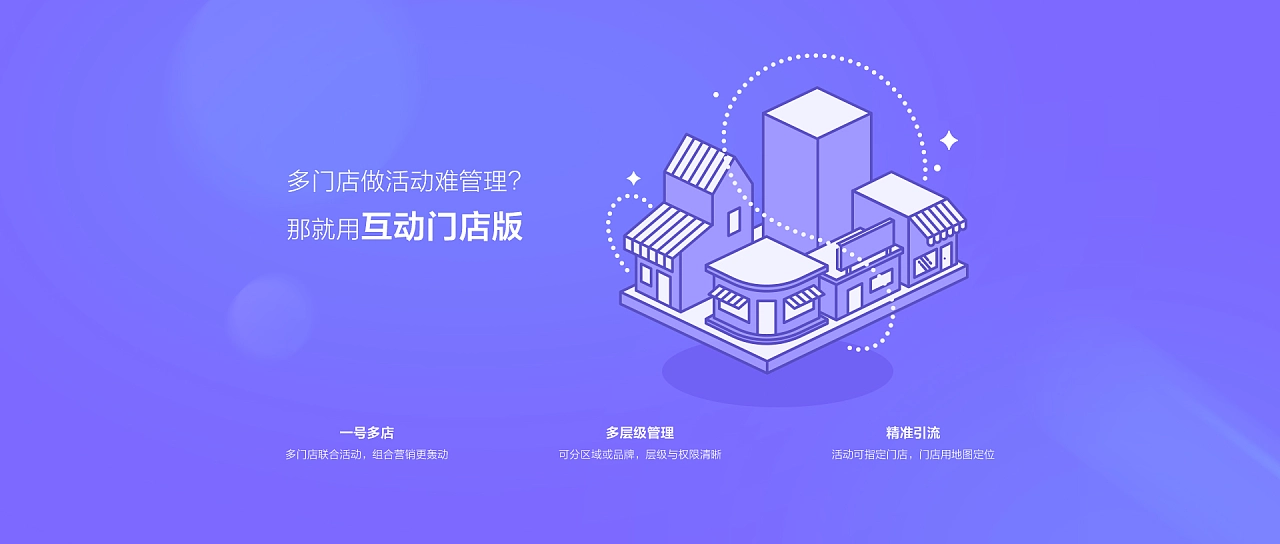 多门店做活动难管理？
那就用互动门店版
一号多店
多门店联合活动，组合营销更轰动
多层级管理
可分区域或品牌，层级与权限清晰
精准引流
活动可指定门店，门店用地图定位